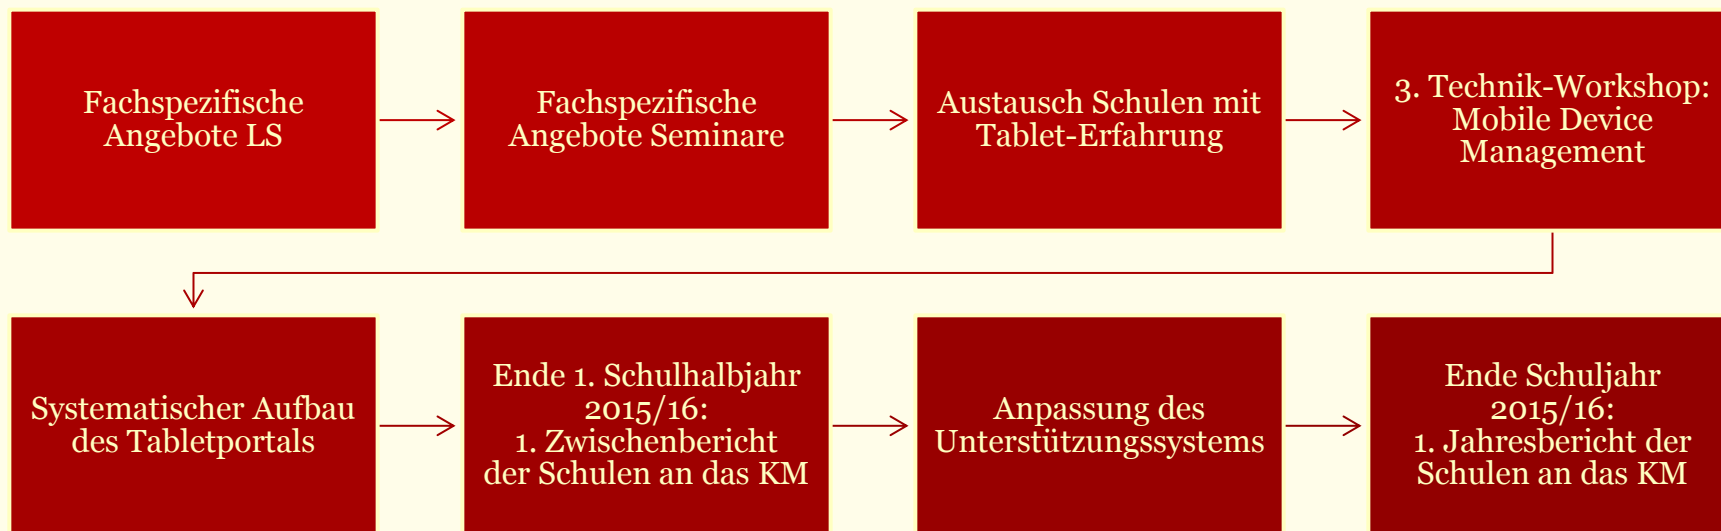 Fachspezifische
Angebote LS
Fachspezifische
Angebote Seminare
Austausch Schulen mit
Tablet-Erfahrung
3. Technik-Workshop:
Mobile Device
Management
Systematischer Aufbau
des Tabletportals
Ende 1. Schulhalbjahr
2015/16:
1. Zwischenbericht
der Schulen an das KM
Anpassung des
Unterstützungssystems
Ende Schuljahr
2015/16:
1. Jahresbericht der
Schulen an das KM